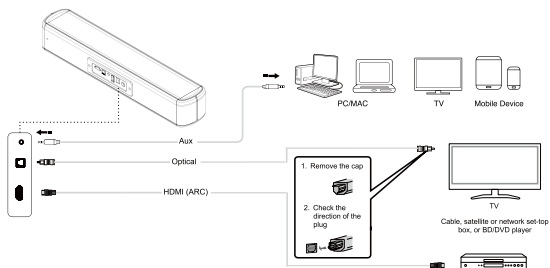 PC/MAC
TV
Mobile Device
Aux
Optical
HDMI (ARC)
1. Remove the cap
2. Check the
direction of the
plug
TV
Cable, satellite or network set-top
box, or BD/DVD player